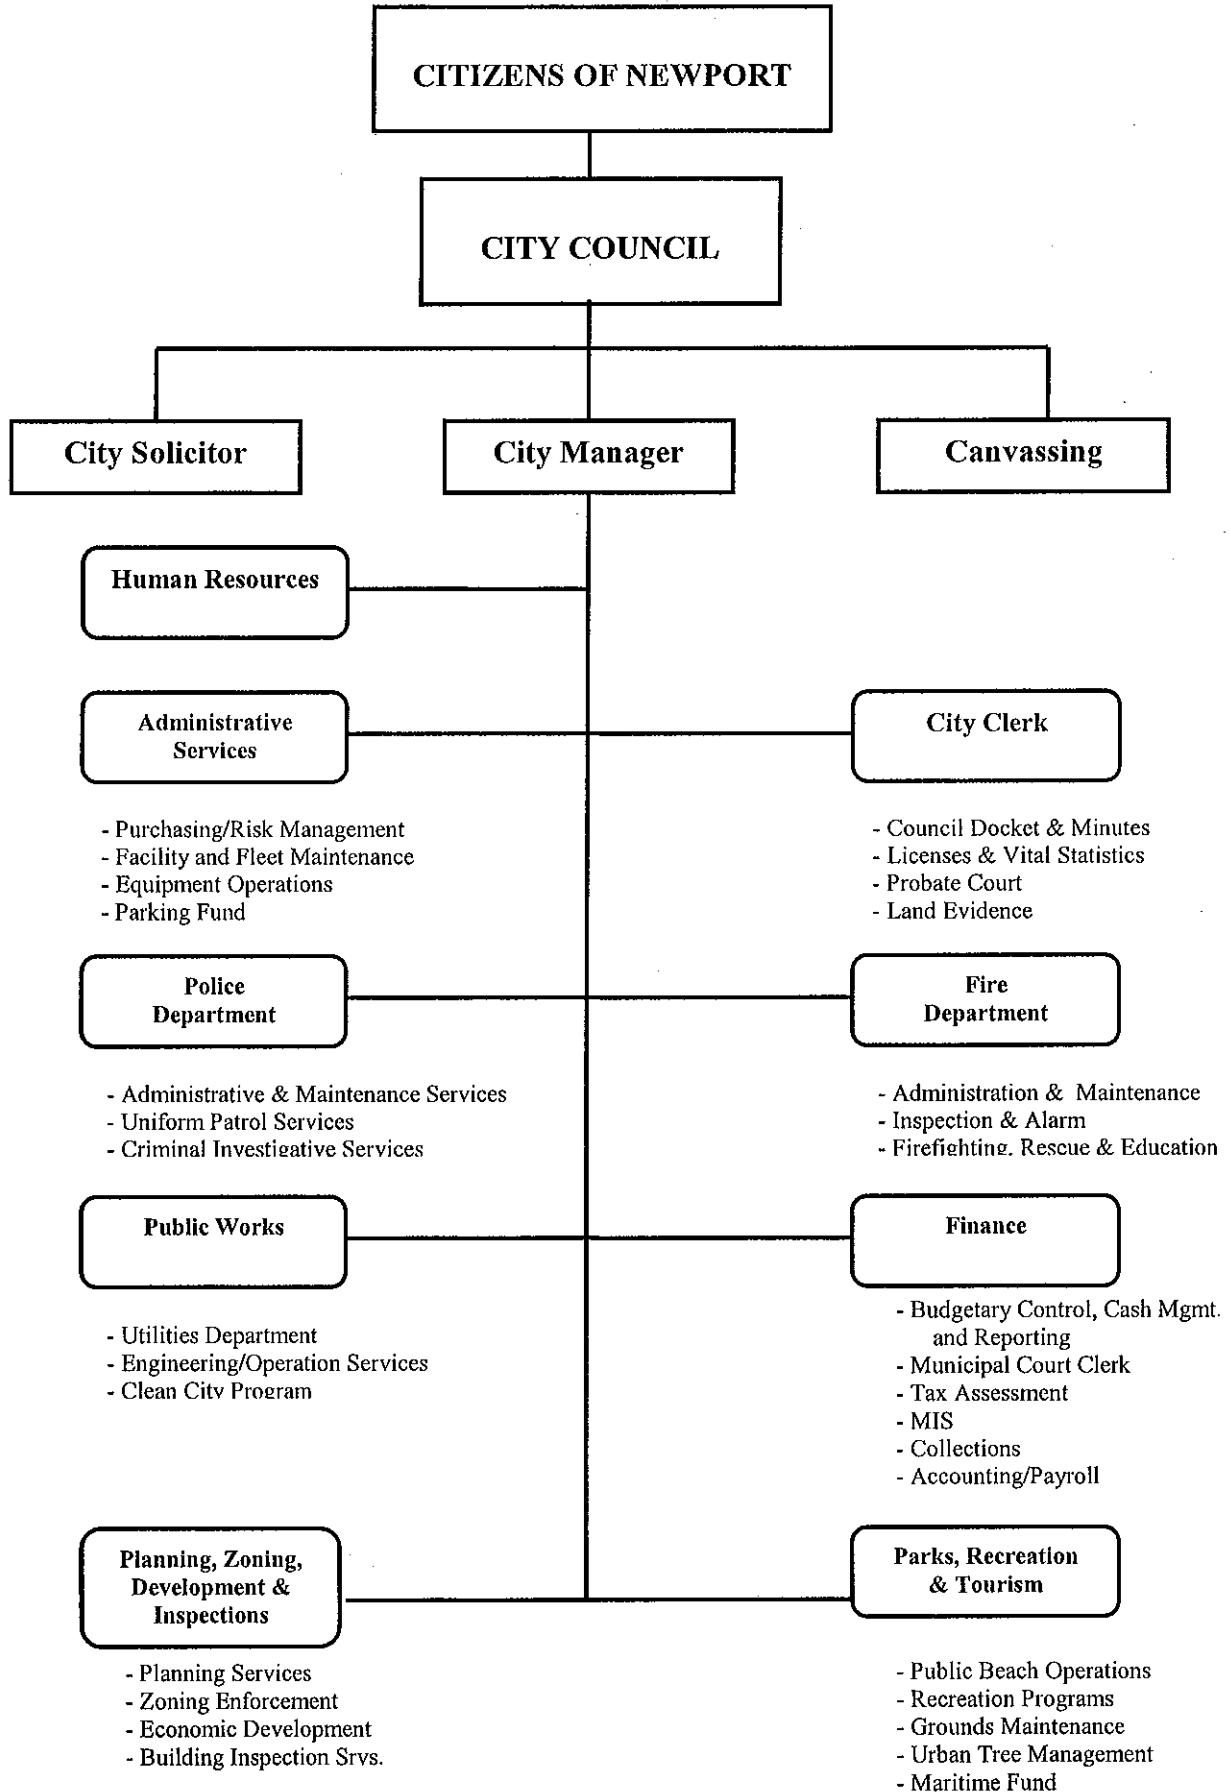 CITIZENS OF NEWPORT
CITY COUNCIL
City Solicitor
City Manager
Canvassing
Human Resources
Administrative
Services
- Purchasing/Risk Management
- Facility and Fleet Maintenance
- Equipment Operations
- Parking Fund
City Clerk
- Council Docket & Minutes
- Licenses & Vital Statistics
- Probate Court
- Land Evidence
Police
Department
- Administrative & Maintenance Services
- Uniform Patrol Services
- Criminal Investigative Services
Fire
Department
- Administration & Maintenance
- Inspection & Alarm
- Firefighting, Rescue & Education
Public Works
- Utilities Department
- Engineering/Operation Services
- Clean City Program
Finance
- Budgetary Control, Cash Mgmt.
and Reporting
- Municipal Court Clerk
- Tax Assessment
- MIS
- Collections
- Accounting/Payroll
Planning, Zoning,
Development &
Inspections
- Planning Services
- Zoning Enforcement
- Economic Development
- Building Inspection Srvs.
Parks, Recreation
& Tourism
- Public Beach Operations
- Recreation Programs
- Grounds Maintenance
- Urban Tree Management
- Maritime Fund